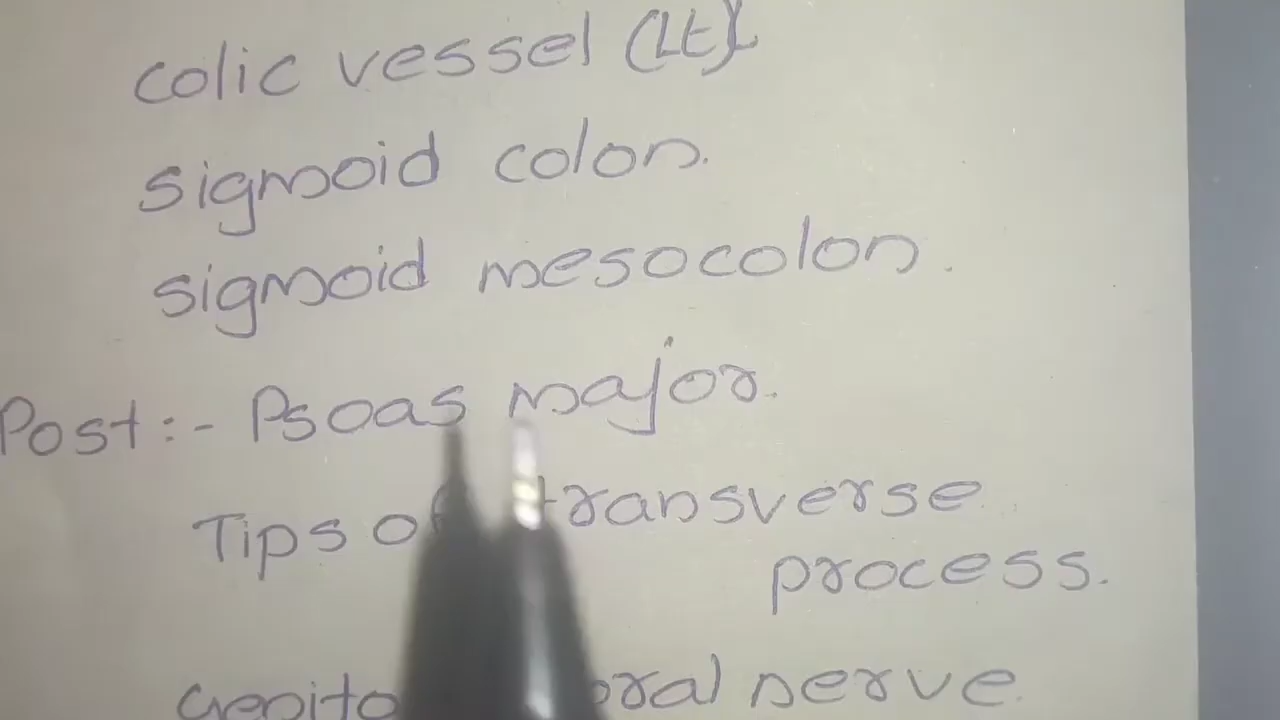 colic vessel (Lt)
sigmoid colon.
sigmoid mesocolon.
Post:- Psoas major.
Tips of transverse
process.
nerve